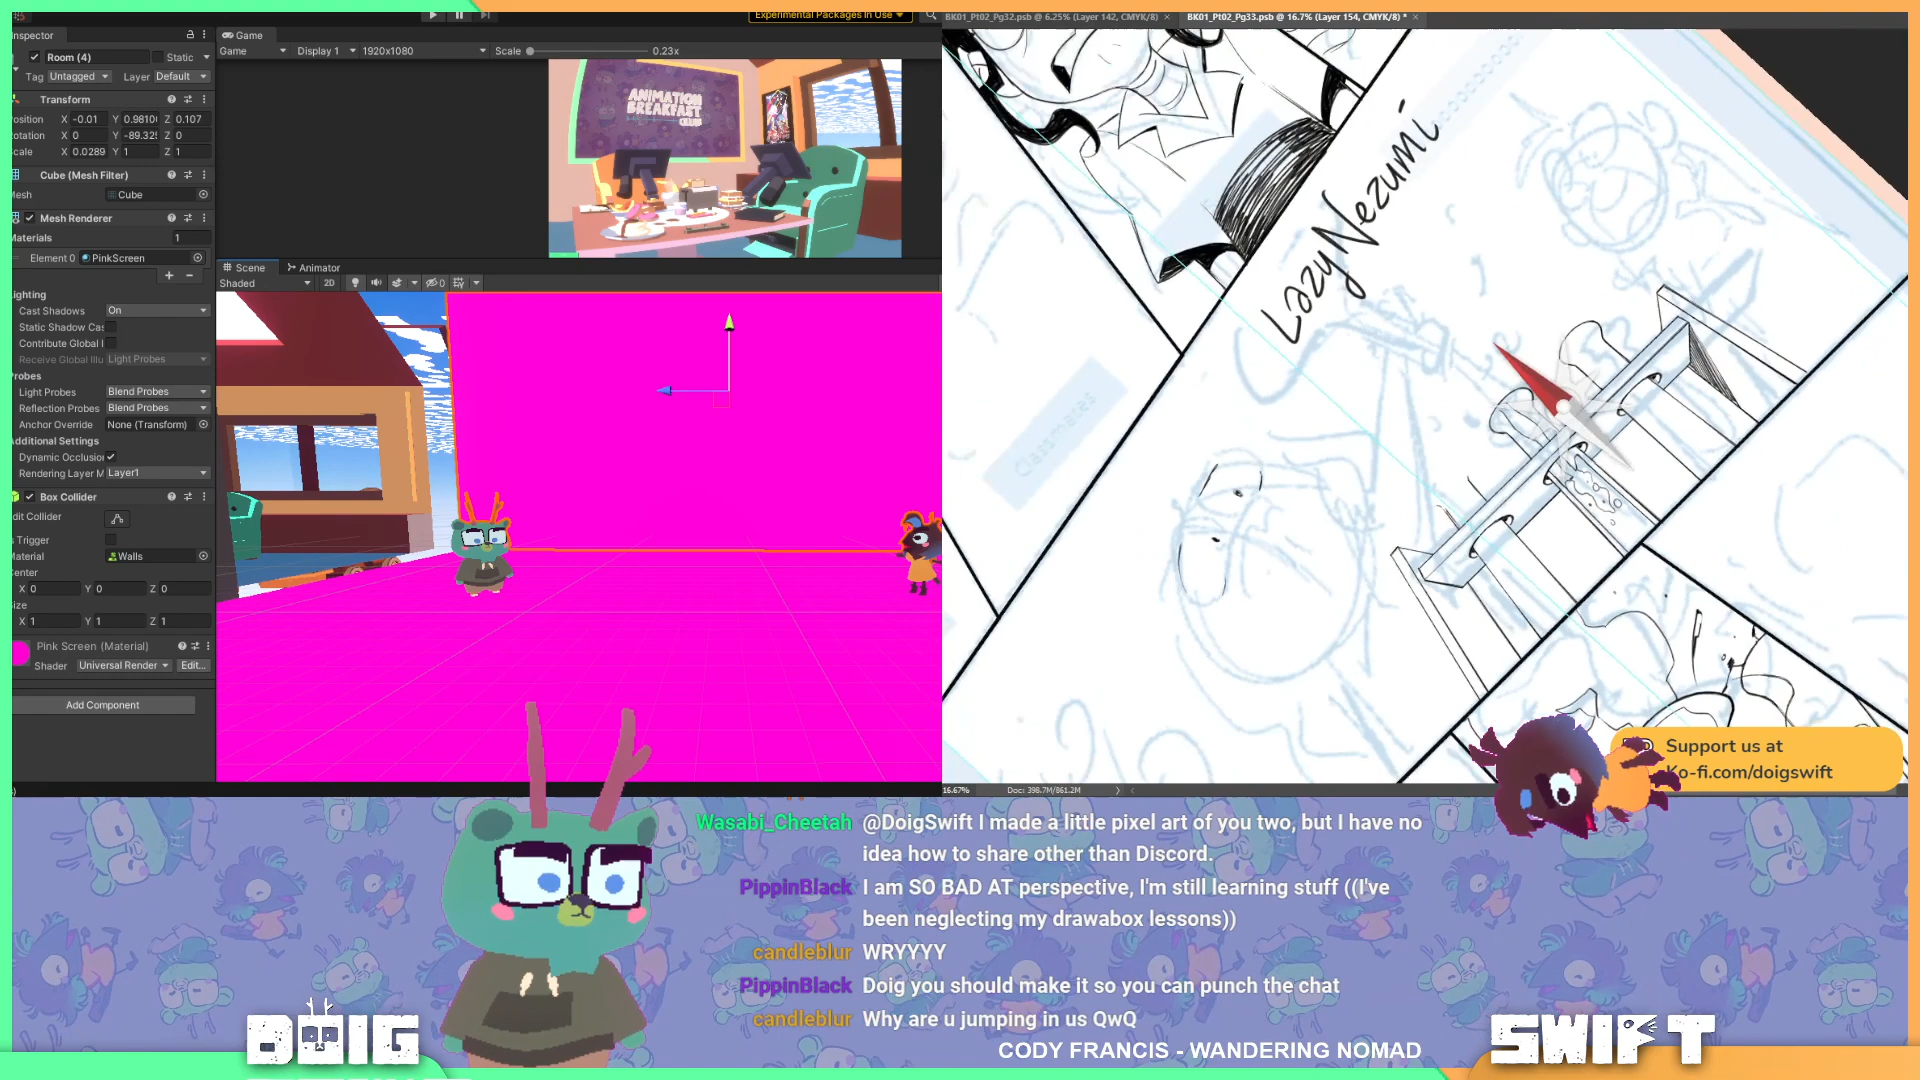 Inspector
Game
Experimental Packages In Use
BK01_Pt02_Pg32.psb @ 6.25% (Layer 142, CMYK/8)
BK01_Pt02_Pg33.psb @ 16.7% (Layer 154, CMYK/8) *
Room (4)
Static
Game
Display 1
1920x1080
Scale
0.23x
Tag Untagged
Layer Default
Transform
Position X -0.01 Y 0.9810 Z 0.107
Rotation X 0 Y -89.32 Z 0
Scale X 0.0289 Y 1 Z 1
Cube (Mesh Filter)
Mesh
Cube
Mesh Renderer
Materials
1
Element 0
PinkScreen
Lighting
Cast Shadows
On
Static Shadow Cas
Contribute Global I
Receive Global Illu
Light Probes
Probes
Light Probes
Blend Probes
Reflection Probes
Blend Probes
Anchor Override
None (Transform)
Additional Settings
Dynamic Occlusion
Rendering Layer M
Layer1
Box Collider
Edit Collider
Is Trigger
Material
Walls
Center
X 0 Y 0 Z 0
Size
X 1 Y 1 Z 1
Pink Screen (Material)
Shader
Universal Render
Edit...
Add Component
ANIMATION
BREAKFAST
CLUB
Scene
Animator
Shaded
2D
0
LazyNezumi
Classmates
16.67%
Doc: 398.7M/861.2M
Support us at
Ko-fi.com/doigswift
Wasabi_Cheetah @DoigSwift I made a little pixel art of you two, but I have no
idea how to share other than Discord.
PippinBlack I am SO BAD AT perspective, I'm still learning stuff ((I've
been neglecting my drawabox lessons))
candleblur WRYYYY
PippinBlack Doig you should make it so you can punch the chat
candleblur Why are u jumping in us QwQ
CODY FRANCIS - WANDERING NOMAD
DOIG
SWIFT